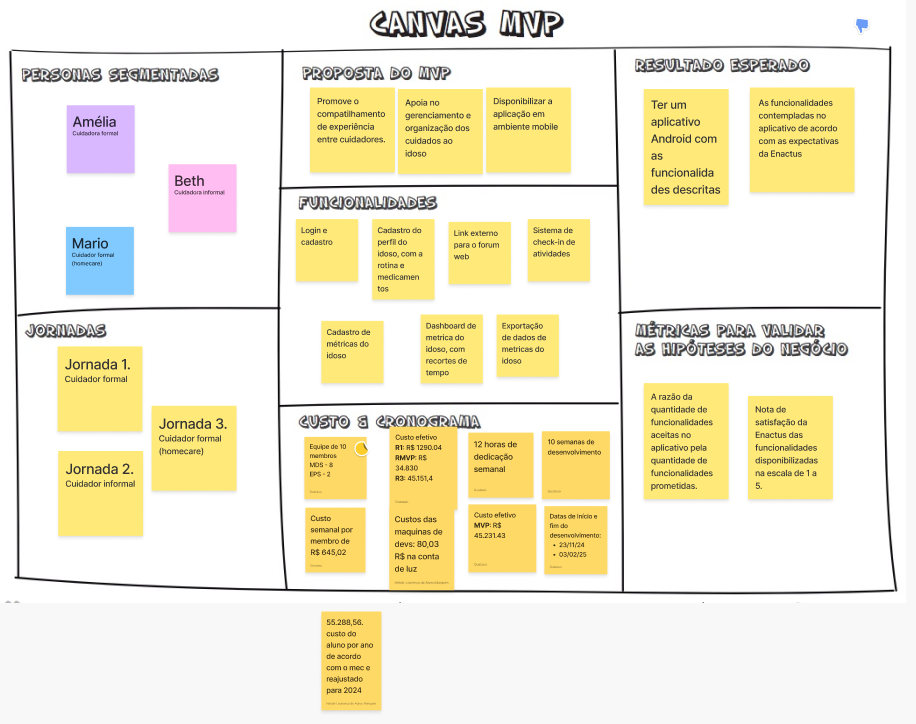 CANVAS MVP
PERSONAS SEGMENTADAS
Amélia
Cuidadora formal
Beth
Cuidadora informal
Mario
Cuidador formal
(homecare)
PROPOSTA DO MVP
Promove o
compatilhamento
de experiência
entre cuidadores.
Apoia no
gerenciamento e
organização dos
cuidados ao
idoso
Disponibilizar a
aplicação em
ambiente mobile
RESULTADO ESPERADO
Ter um
aplicativo
Android com
as
funcionalida
des descritas
As funcionalidades
contempladas no
aplicativo de acordo
com as expectativas
da Enactus
FUNCIONALIDADES
Login e
cadastro
Cadastro do
perfil do
idoso, com a
rotina e
medicamen
tos
Link externo
para o forum
web
Sistema de
check-in de
atividades
Cadastro de
métricas do
idoso
Dashboard de
metrica do
idoso, com
recortes de
tempo
Exportação
de dados de
metricas do
idoso
JORNADAS
Jornada 1.
Cuidador formal
Jornada 3.
Cuidador formal
(homecare)
Jornada 2.
Cuidador informal
CUSTO & CRONOGRAMA
Equipe de 10
membros
MDS - 8
EPS - 2
Custo efetivo
R1: R$ 1290.04
RMVP: R$
34.830
R3: 45.151,4
12 horas de
dedicação
semanal
10 semanas de
desenvolvimento
Custo
semanal por
membro de
R$ 645,02
Custos das
maquinas de
devs: 80,03
R$ na conta
de luz
Custo efetivo
MVP: R$
45.231.43
Datas de Início e
fim do
desenvolvimento:
• 23/11/24
• 03/02/25
MÉTRICAS PARA VALIDAR
AS HIPÓTESES DO NEGÓCIO
A razão da
quantidade de
funcionalidades
aceitas no
aplicativo pela
quantidade de
funcionalidades
prometidas.
Nota de
satisfação da
Enactus das
funcionalidades
disponibilizadas
na escala de 1 a
5.
55.288,56.
custo do
aluno por ano
de acordo
com o mec e
reajustado
para 2024